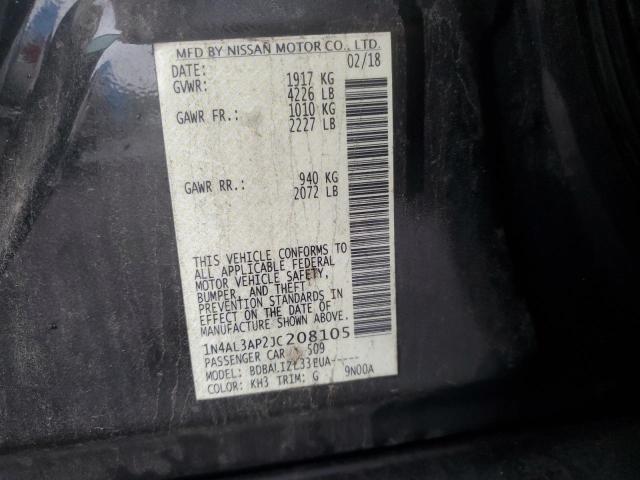 MFD BY NISSAN MOTOR CO., LTD.
DATE: 02/18
GVWR: 1917 KG
4226 LB
GAWR FR.: 1010 KG
2227 LB
GAWR RR.: 940 KG
2072 LB
THIS VEHICLE CONFORMS TO
ALL APPLICABLE FEDERAL
MOTOR VEHICLE SAFETY,
BUMPER, AND THEFT
PREVENTION STANDARDS IN
EFFECT ON THE DATE OF
MANUFACTURE SHOWN ABOVE.
1N4AL3AP2JC208105
PASSENGER CAR 509
MODEL: BDBALIZL33EUA-----
COLOR: KH3 TRIM: G 9N00A